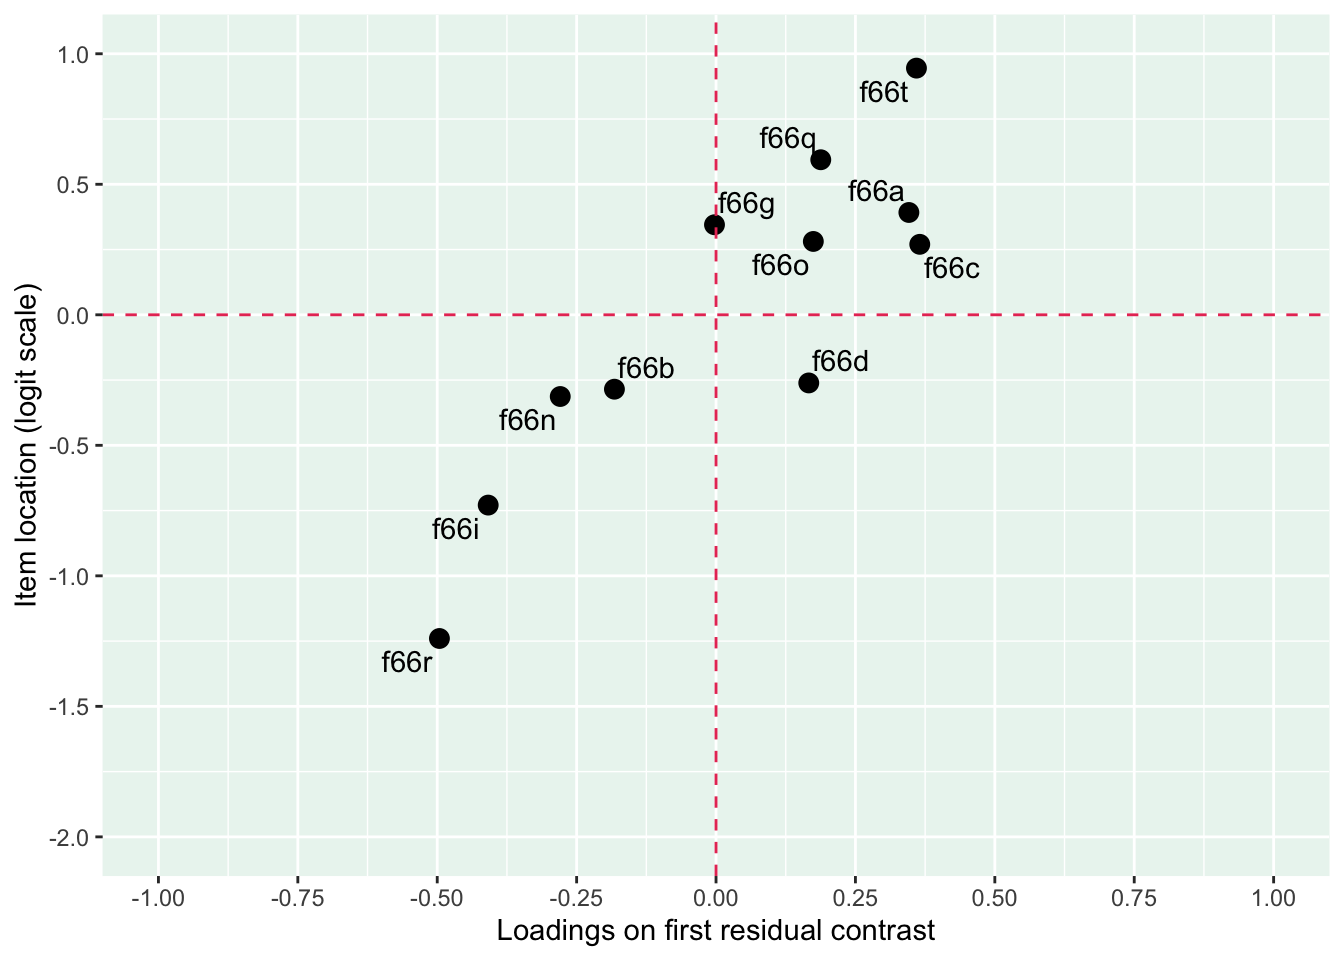 1.0
0.5
0.0
-0.5
-1.0
-1.5
-2.0
Item location (logit scale)
f66t
f66q
f66a
f66g
f66o
f66c
f66d
f66b
f66n
f66i
f66r
-1.00 -0.75 -0.50 -0.25 0.00 0.25 0.50 0.75 1.00
Loadings on first residual contrast